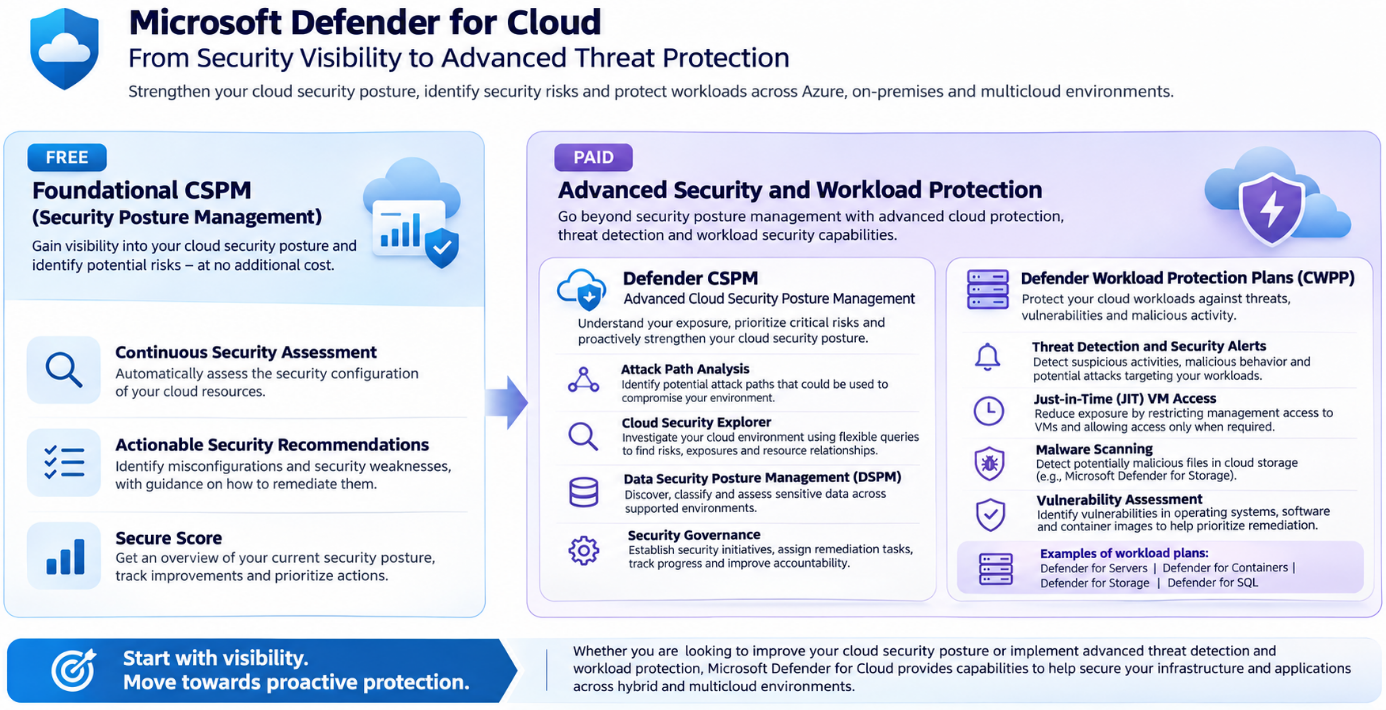 Microsoft Defender for Cloud
From Security Visibility to Advanced Threat Protection
Strengthen your cloud security posture, identify security risks and protect workloads across Azure, on-premises and multicloud environments.
FREE
Foundational CSPM
(Security Posture Management)
Gain visibility into your cloud security posture and
identify potential risks – at no additional cost.
Continuous Security Assessment
Automatically assess the security configuration
of your cloud resources.
Actionable Security Recommendations
Identify misconfigurations and security weaknesses,
with guidance on how to remediate them.
Secure Score
Get an overview of your current security posture,
track improvements and prioritize actions.
PAID
Advanced Security and Workload Protection
Go beyond security posture management with advanced cloud protection,
threat detection and workload security capabilities.
Defender CSPM
Advanced Cloud Security Posture Management
Understand your exposure, prioritize critical risks and
proactively strengthen your cloud security posture.
Attack Path Analysis
Identify potential attack paths that could be used to
compromise your environment.
Cloud Security Explorer
Investigate your cloud environment using flexible queries
to find risks, exposures and resource relationships.
Data Security Posture Management (DSPM)
Discover, classify and assess sensitive data across
supported environments.
Security Governance
Establish security initiatives, assign remediation tasks,
track progress and improve accountability.
Defender Workload Protection Plans (CWPP)
Protect your cloud workloads against threats,
vulnerabilities and malicious activity.
Threat Detection and Security Alerts
Detect suspicious activities, malicious behavior and
potential attacks targeting your workloads.
Just-in-Time (JIT) VM Access
Reduce exposure by restricting management access to
VMs and allowing access only when required.
Malware Scanning
Detect potentially malicious files in cloud storage
(e.g., Microsoft Defender for Storage).
Vulnerability Assessment
Identify vulnerabilities in operating systems, software
and container images to help prioritize remediation.
Examples of workload plans:
Defender for Servers | Defender for Containers |
Defender for Storage | Defender for SQL
Start with visibility.
Move towards proactive protection.
Whether you are looking to improve your cloud security posture or implement advanced threat detection and
workload protection, Microsoft Defender for Cloud provides capabilities to help secure your infrastructure and applications
across hybrid and multicloud environments.